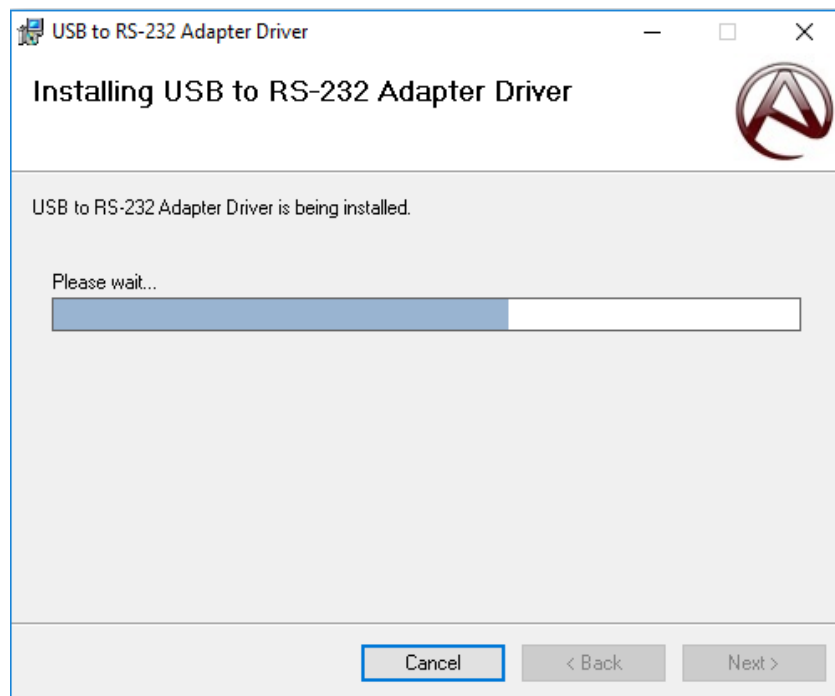 USB to RS-232 Adapter Driver
Installing USB to RS-232 Adapter Driver
USB to RS-232 Adapter Driver is being installed.
Please wait...
Cancel
< Back
Next >